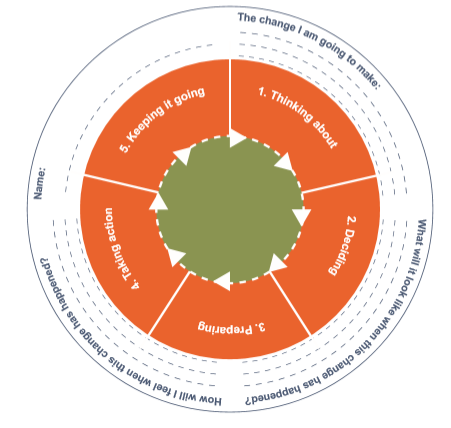 The change I am going to make:
What will it look like when this change has happened?
How will I feel when this change has happened?
Name:
1. Thinking about
2. Deciding
3. Preparing
4. Taking action
5. Keeping it going